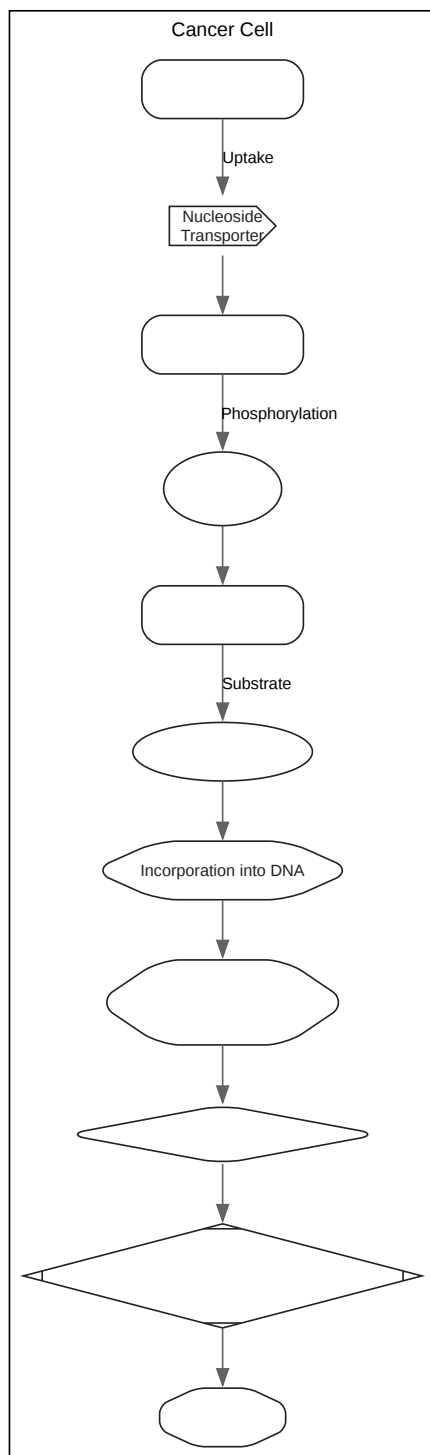 Cancer Cell
Uptake
Nucleoside
Transporter
Phosphorylation
Substrate
Incorporation into DNA